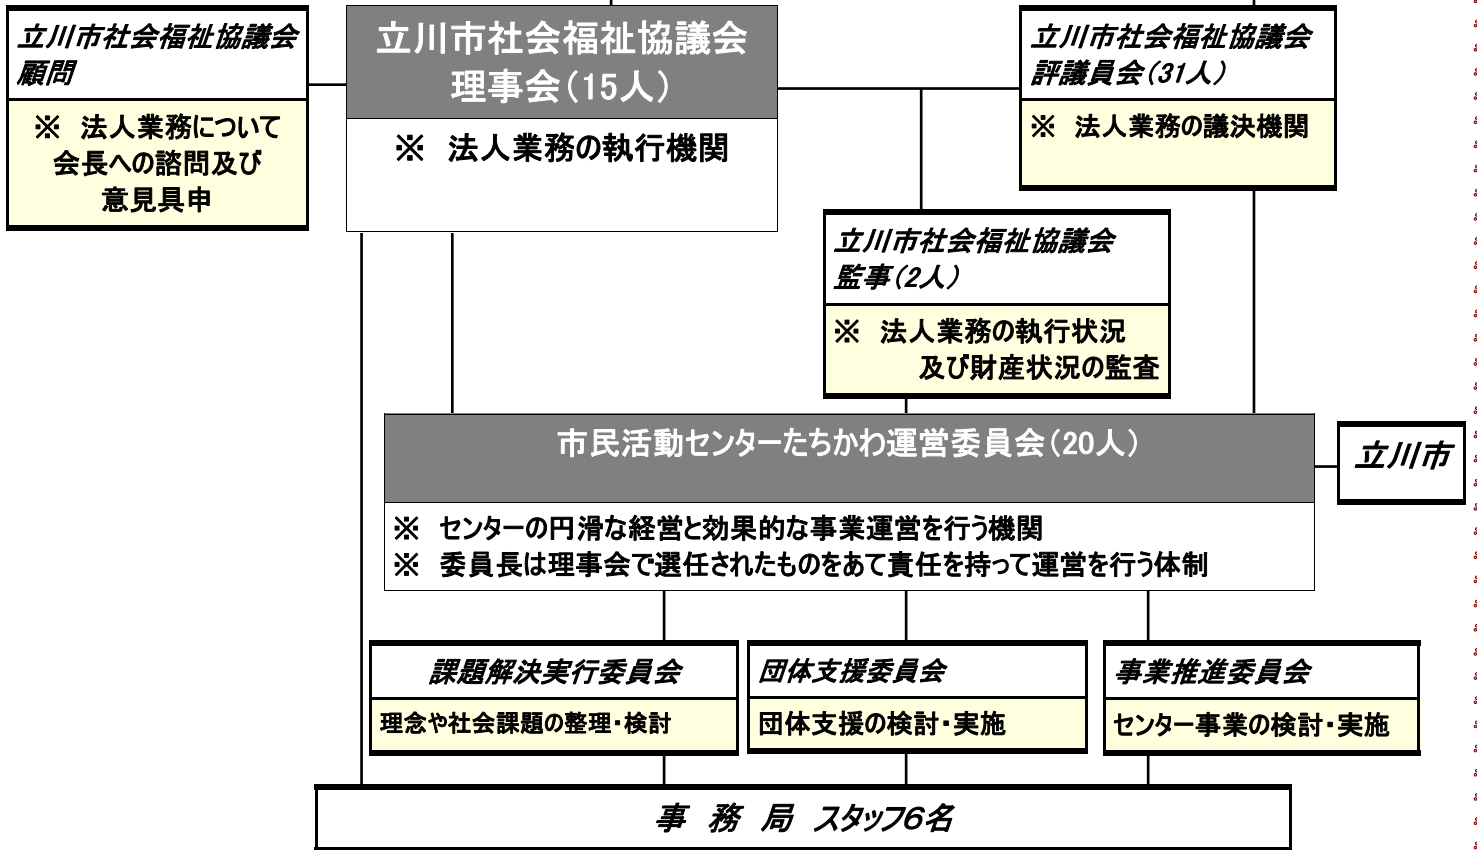 立川市社会福祉協議会
顧問
※　法人業務について
会長への諮問及び
意見具申
立川市社会福祉協議会
理事会（15人）
※　法人業務の執行機関
立川市社会福祉協議会
評議員会（31人）
※　法人業務の議決機関
立川市社会福祉協議会
監事（2人）
※　法人業務の執行状況
及び財産状況の監査
市民活動センターたちかわ運営委員会（20人）
※　センターの円滑な経営と効果的な事業運営を行う機関
※　委員長は理事会で選任されたものをあて責任を持って運営を行う体制
立川市
課題解決実行委員会
理念や社会課題の整理・検討
団体支援委員会
団体支援の検討・実施
事業推進委員会
センター事業の検討・実施
事　務　局　スタッフ６名